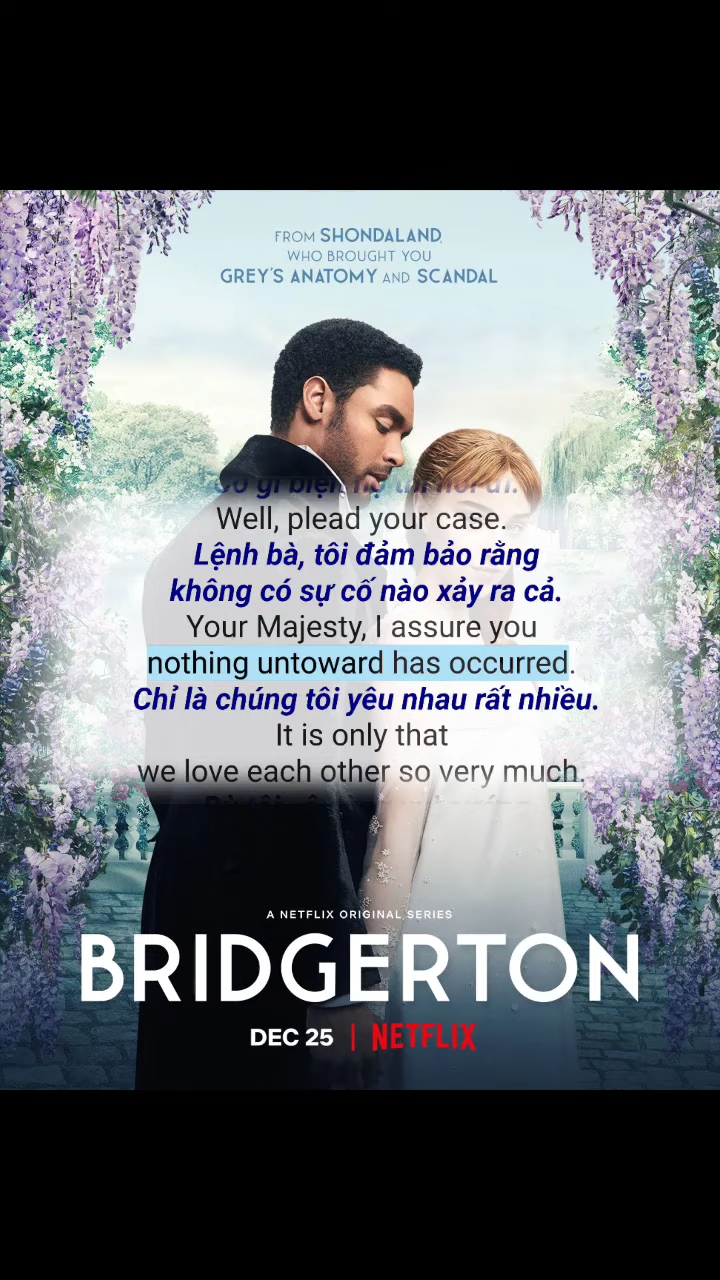 FROM SHONDALAND,
WHO BROUGHT YOU
GREY'S ANATOMY AND SCANDAL
Well, plead your case.
Lệnh bà, tôi đảm bảo rằng
không có sự cố nào xảy ra cả.
Your Majesty, I assure you
nothing untoward has occurred.
Chỉ là chúng tôi yêu nhau rất nhiều.
It is only that
we love each other so very much.
A NETFLIX ORIGINAL SERIES
BRIDGERTON
DEC 25 | NETFLIX